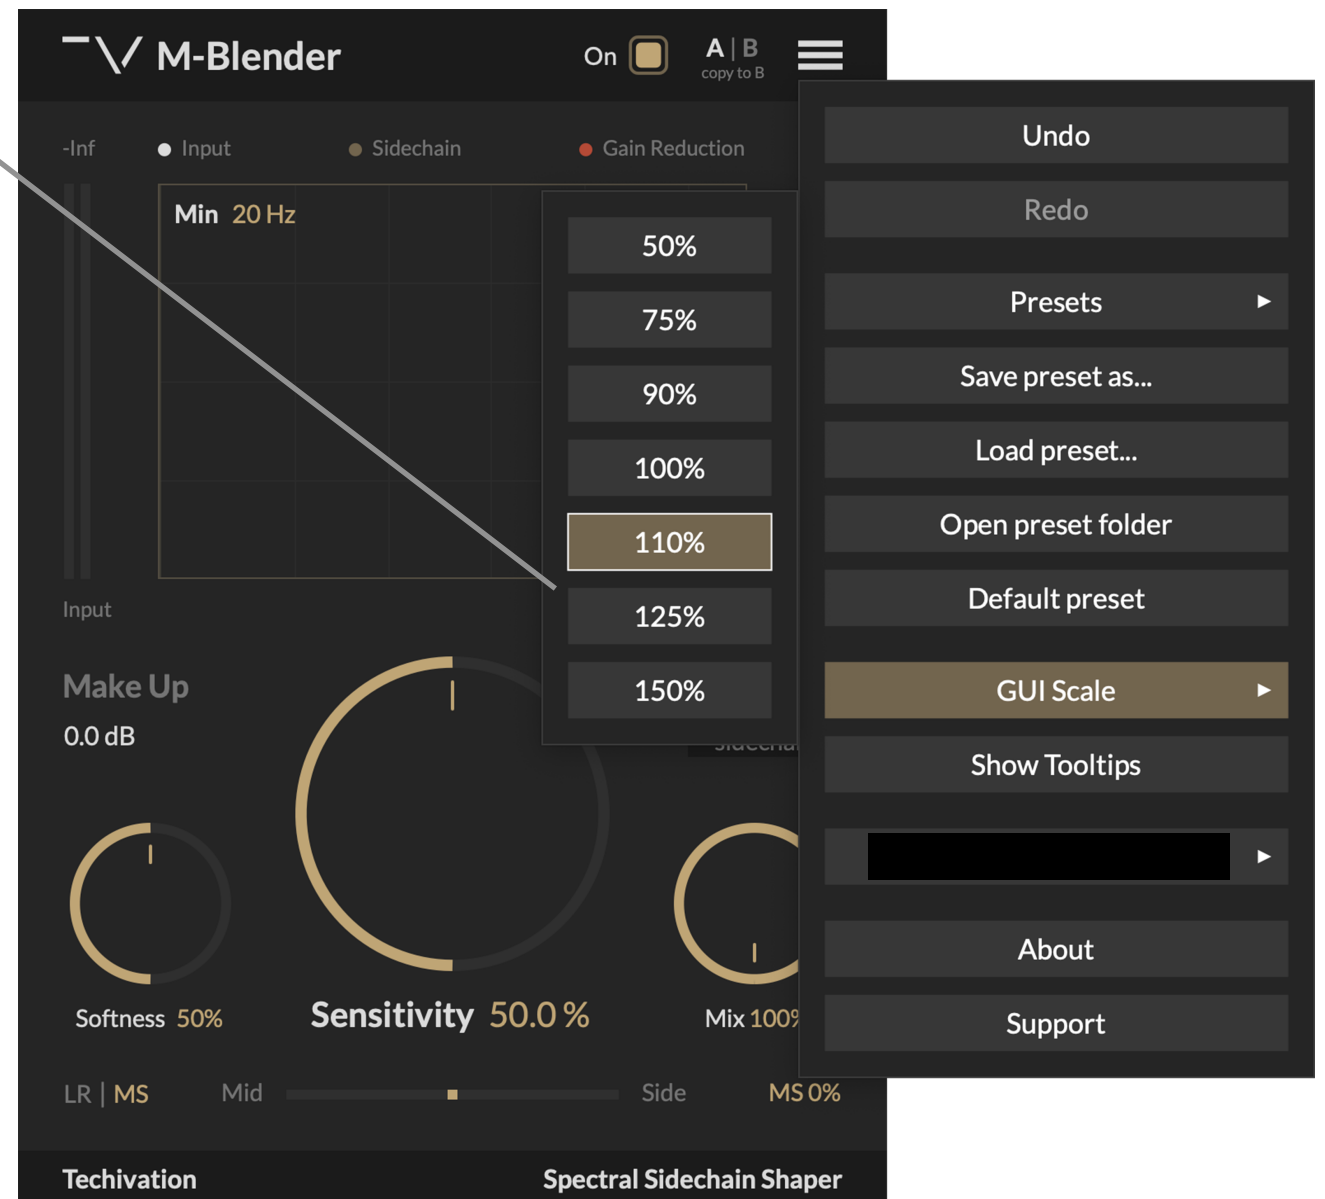 M-Blender
On
A | B
copy to B
-Inf
Input
Sidechain
Gain Reduction
Min 20 Hz
50%
75%
90%
100%
110%
125%
150%
Undo
Redo
Presets
Save preset as...
Load preset...
Open preset folder
Default preset
GUI Scale
Show Tooltips
About
Support
Input
Make Up
0.0 dB
Softness 50%
Sensitivity 50.0 %
Mix 100%
LR | MS
Mid
Side
MS 0%
Techivation
Spectral Sidechain Shaper